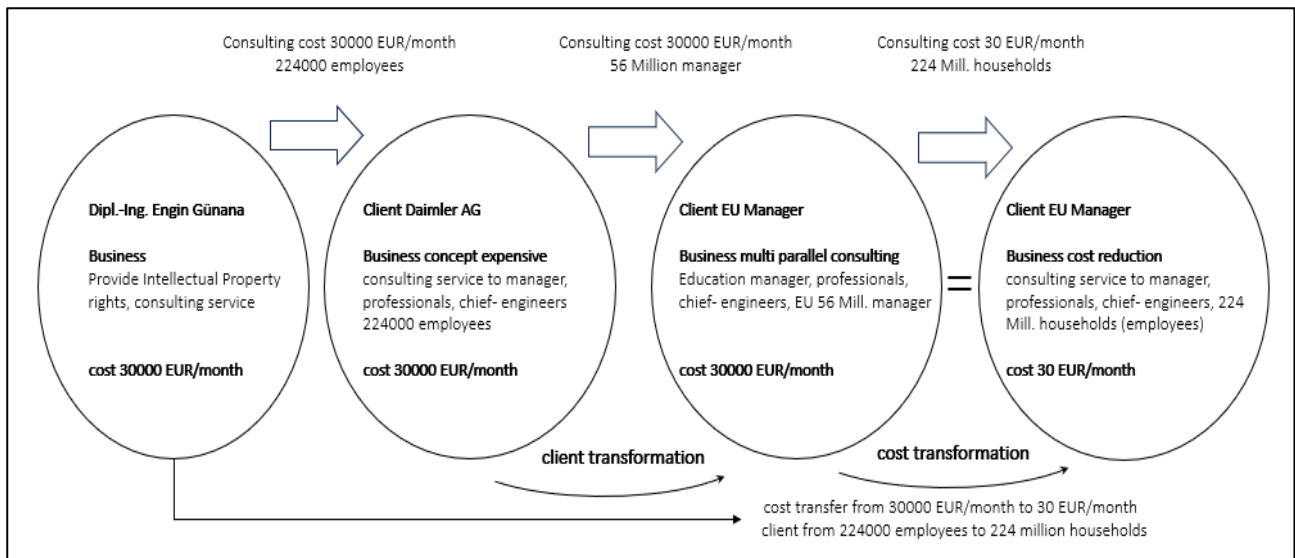 Consulting cost 30000 EUR/month
224000 employees
Consulting cost 30000 EUR/month
56 Million manager
Consulting cost 30 EUR/month
224 Mill. households
Dipl.-Ing. Engin Günana
Business
Provide Intellectual Property
rights, consulting service
cost 30000 EUR/month
Client Daimler AG
Business concept expensive
consulting service to manager,
professionals, chief- engineers
224000 employees
cost 30000 EUR/month
Client EU Manager
Business multi parallel consulting
Education manager, professionals,
chief- engineers, EU 56 Mill. manager
cost 30000 EUR/month
=
Client EU Manager
Business cost reduction
consulting service to manager,
professionals, chief- engineers, 224
Mill. households (employees)
cost 30 EUR/month
client transformation
cost transformation
cost transfer from 30000 EUR/month to 30 EUR/month
client from 224000 employees to 224 million households